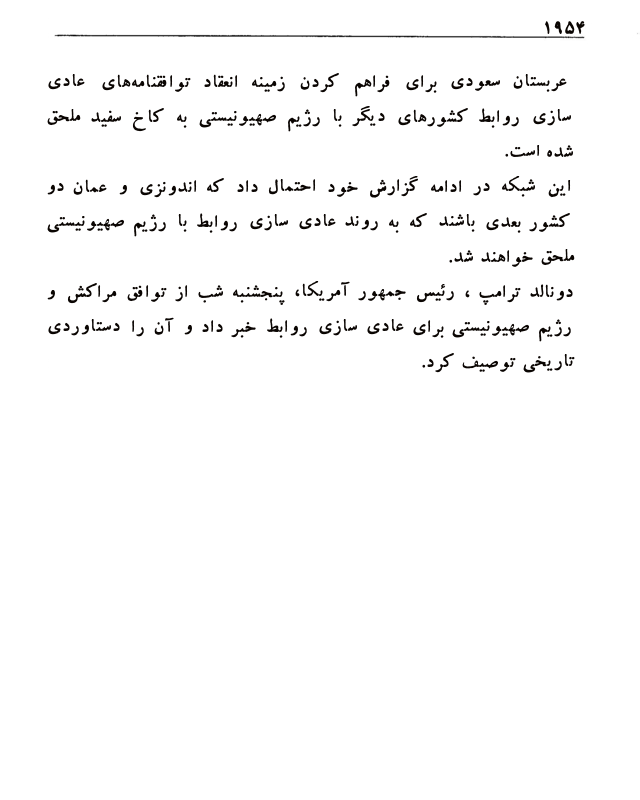 ۱۹۵۴
عربستان سعودی برای فراهم کردن زمینه انعقاد توافقنامه‌های عادی
سازی روابط کشورهای دیگر با رژیم صهیونیستی به کاخ سفید ملحق
شده است.
این شبکه در ادامه گزارش خود احتمال داد که اندونزی و عمان دو
کشور بعدی باشند که به روند عادی سازی روابط با رژیم صهیونیستی
ملحق خواهند شد.
دونالد ترامپ ، رئیس جمهور آمریکا، پنجشنبه شب از توافق مراکش و
رژیم صهیونیستی برای عادی سازی روابط خبر داد و آن را دستاوردی
تاریخی توصیف کرد.